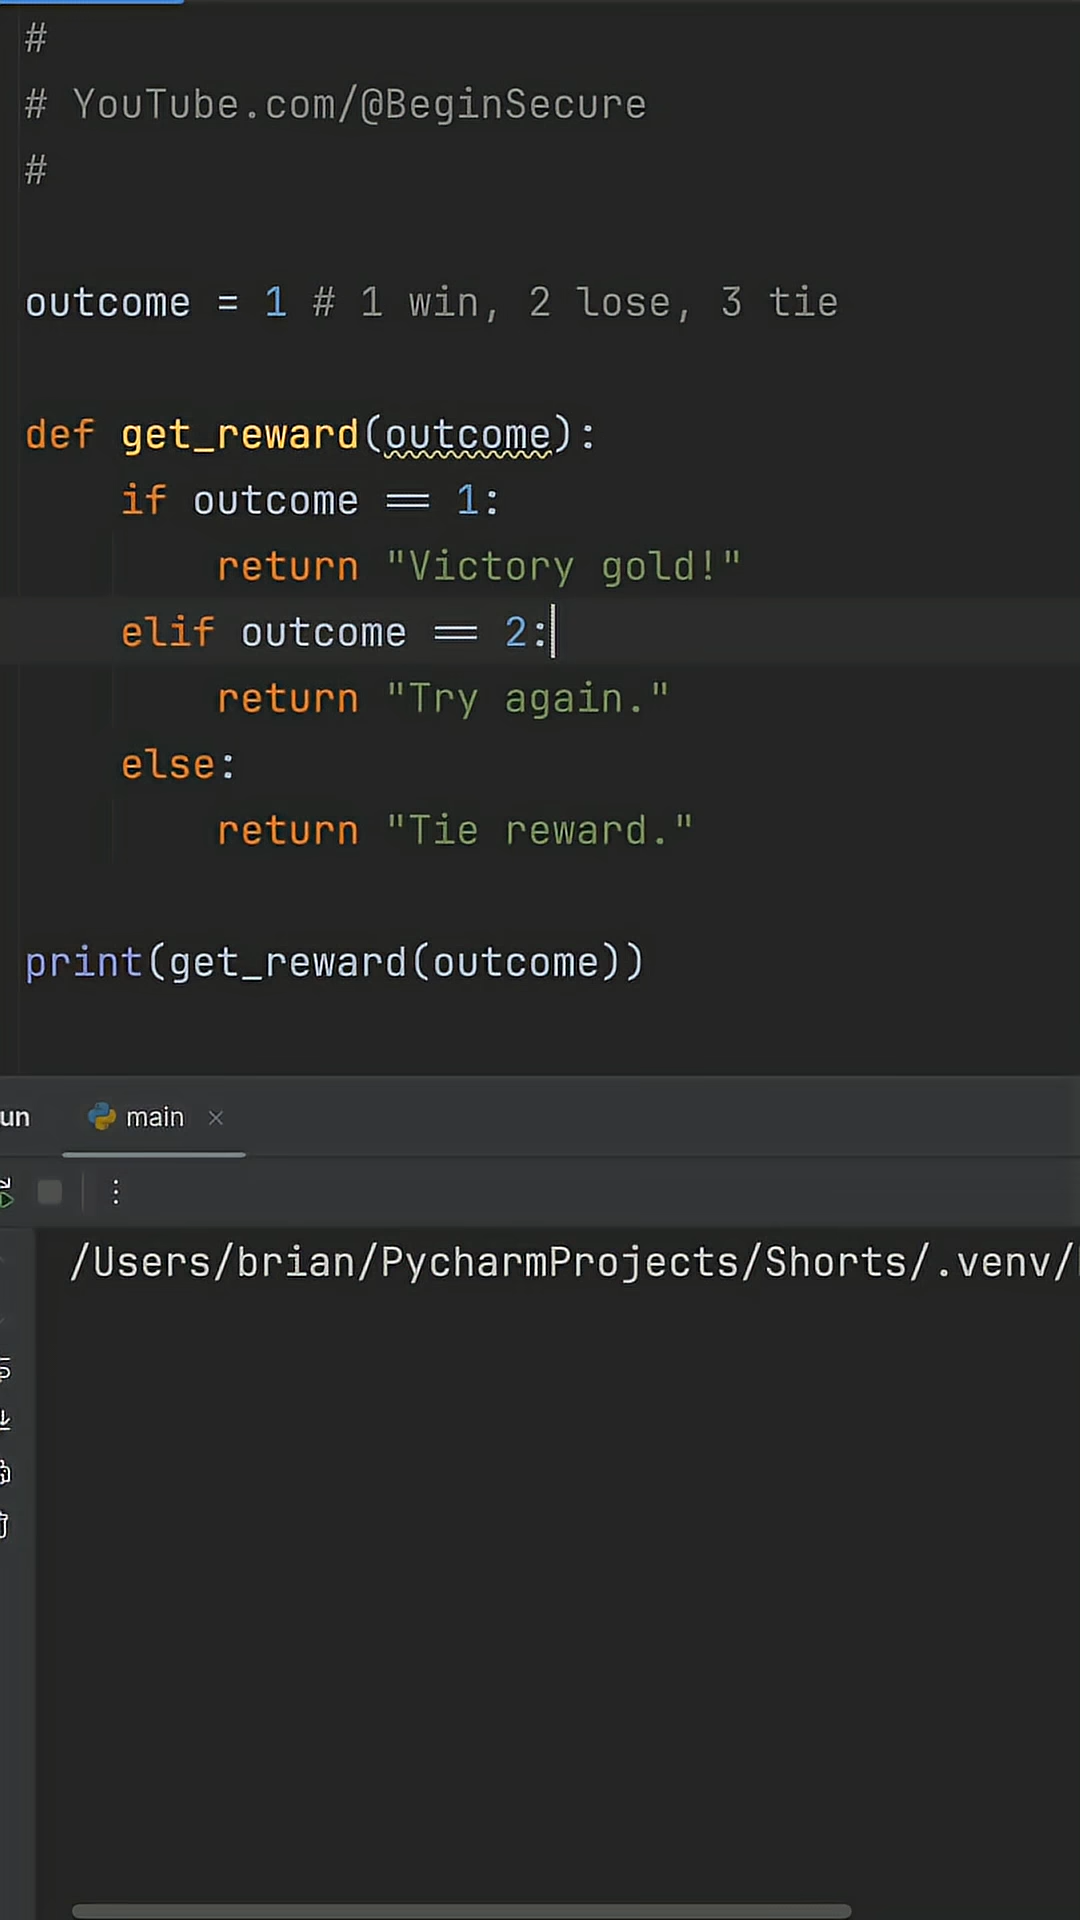 #
# YouTube.com/@BeginSecure
#
outcome = 1 # 1 win, 2 lose, 3 tie
def get_reward(outcome):
if outcome == 1:
return "Victory gold!"
elif outcome == 2:
return "Try again."
else:
return "Tie reward."
print(get_reward(outcome))
un main
/Users/brian/PycharmProjects/Shorts/.venv/